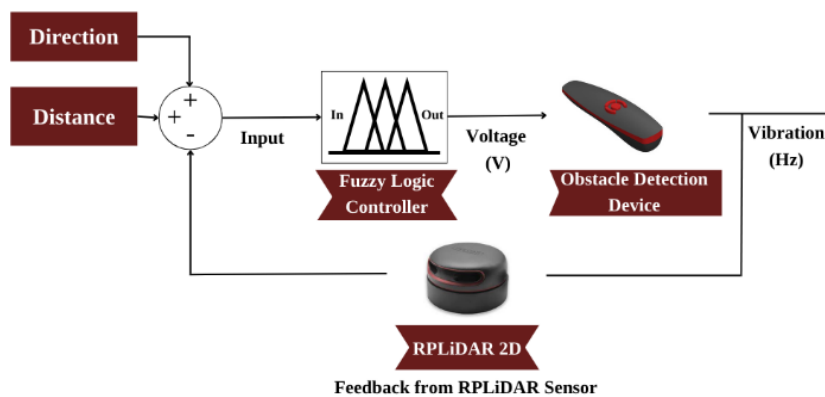 Direction
Distance
+
+
-
Input
In
Out
Fuzzy Logic
Controller
Voltage
(V)
Obstacle Detection
Device
Vibration
(Hz)
RPLiDAR 2D
Feedback from RPLiDAR Sensor